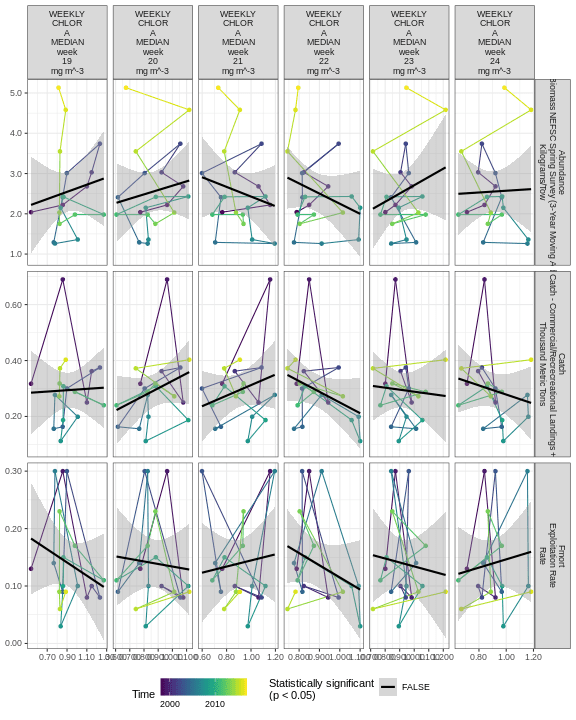 WEEKLY
CHLOR
A
MEDIAN
week
19
mg m^-3
WEEKLY
CHLOR
A
MEDIAN
week
20
mg m^-3
WEEKLY
CHLOR
A
MEDIAN
week
21
mg m^-3
WEEKLY
CHLOR
A
MEDIAN
week
22
mg m^-3
WEEKLY
CHLOR
A
MEDIAN
week
23
mg m^-3
WEEKLY
CHLOR
A
MEDIAN
week
24
mg m^-3
5.0
4.0
3.0
2.0
1.0
Abundance
Biomass NEFSC Spring Survey (3-Year Moving A
Kilograms/Tow
0.60
0.40
0.20
Catch
Catch - Commercial/Recreational Landings +
Thousand Metric Tons
0.30
0.20
0.10
0.00
Fmort
Exploitation Rate
Rate
0.70 0.90 1.10
0.60 0.80 1.00 1.20
0.800 0.900
0.80 1.00 1.20
Time
2000 2010
Statistically significant
(p < 0.05)
FALSE